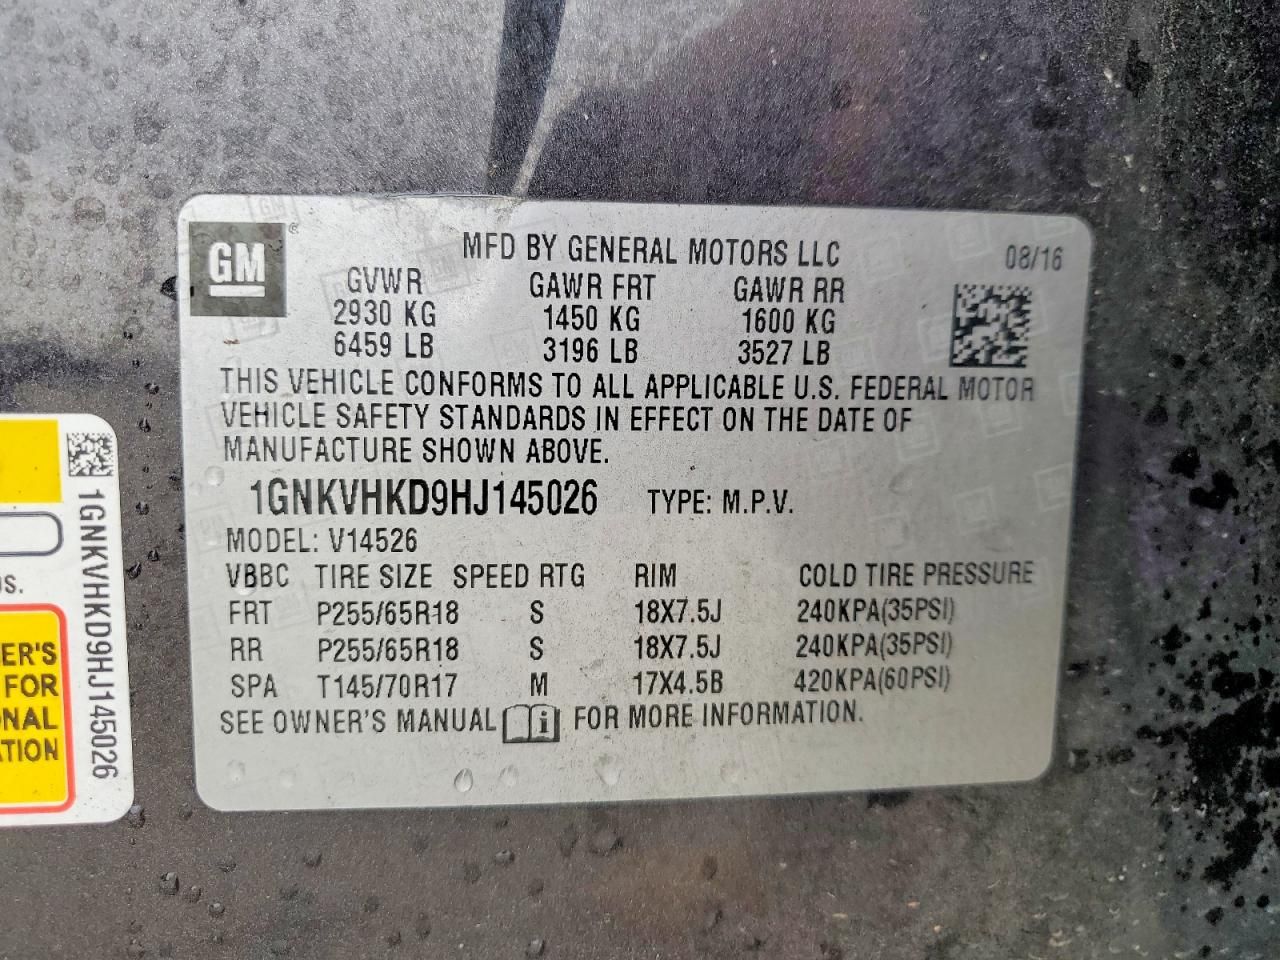 GM
MFD BY GENERAL MOTORS LLC
08/16
GVWR GAWR FRT GAWR RR
2930 KG 1450 KG 1600 KG
6459 LB 3196 LB 3527 LB
THIS VEHICLE CONFORMS TO ALL APPLICABLE U.S. FEDERAL MOTOR
VEHICLE SAFETY STANDARDS IN EFFECT ON THE DATE OF
MANUFACTURE SHOWN ABOVE.
1GNKVHKD9HJ145026 TYPE: M.P.V.
MODEL: V14526
VBBC TIRE SIZE SPEED RTG RIM COLD TIRE PRESSURE
FRT P255/65R18 S 18X7.5J 240KPA(35PSI)
RR P255/65R18 S 18X7.5J 240KPA(35PSI)
SPA T145/70R17 M 17X4.5B 420KPA(60PSI)
SEE OWNER'S MANUAL i FOR MORE INFORMATION.
1GNKVHKD9HJ145026
ER'S
FOR